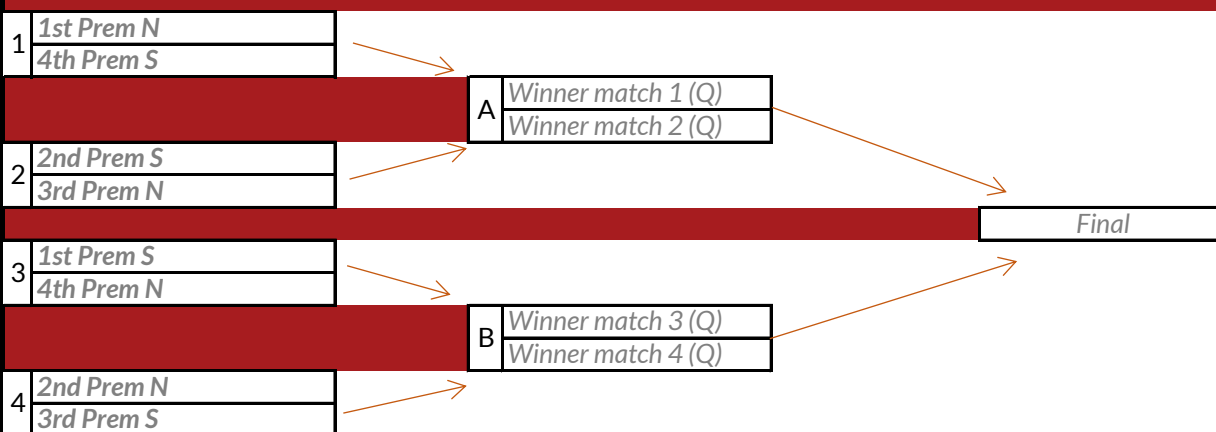 1
1st Prem N
4th Prem S
A
Winner match 1 (Q)
Winner match 2 (Q)
2
2nd Prem S
3rd Prem N
Final
3
1st Prem S
4th Prem N
B
Winner match 3 (Q)
Winner match 4 (Q)
4
2nd Prem N
3rd Prem S